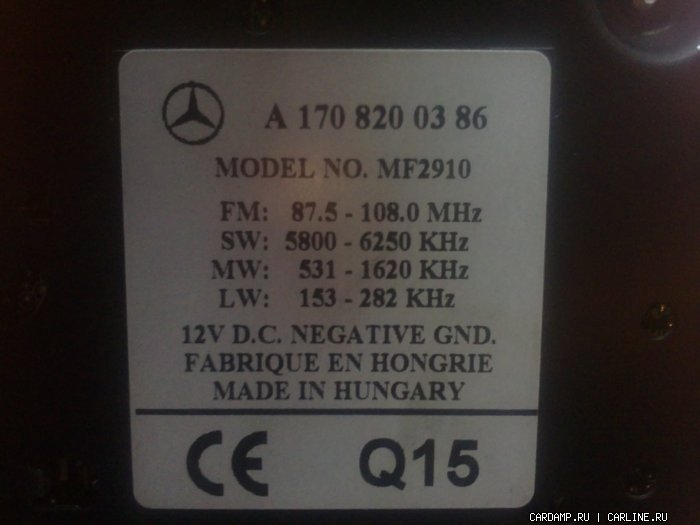 A 170 820 03 86
MODEL NO. MF2910
FM: 87.5 - 108.0 MHz
SW: 5800 - 6250 KHz
MW: 531 - 1620 KHz
LW: 153 - 282 KHz
12V D.C. NEGATIVE GND.
FABRIQUE EN HONGRIE
MADE IN HUNGARY
CE Q15
CARDAMP.RU | CARLINE.RU